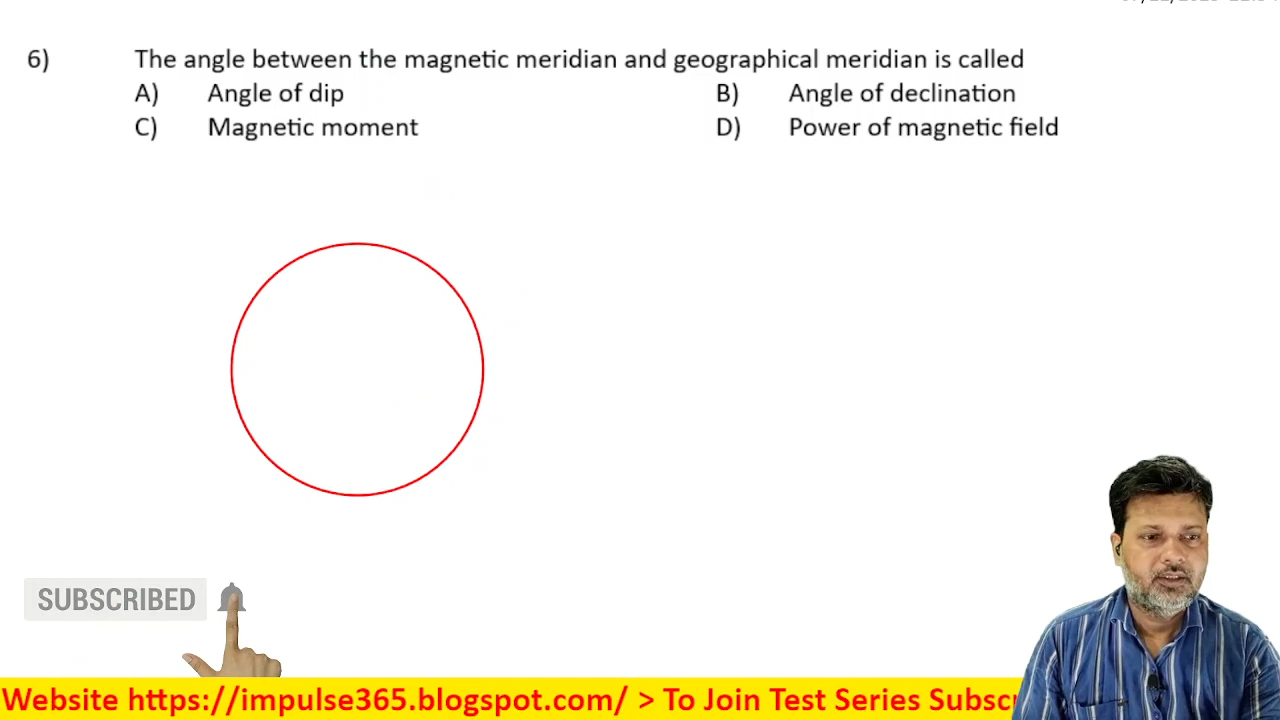 6) The angle between the magnetic meridian and geographical meridian is called
A) Angle of dip B) Angle of declination
C) Magnetic moment D) Power of magnetic field
SUBSCRIBED
Website https://impulse365.blogspot.com/ > To Join Test Series